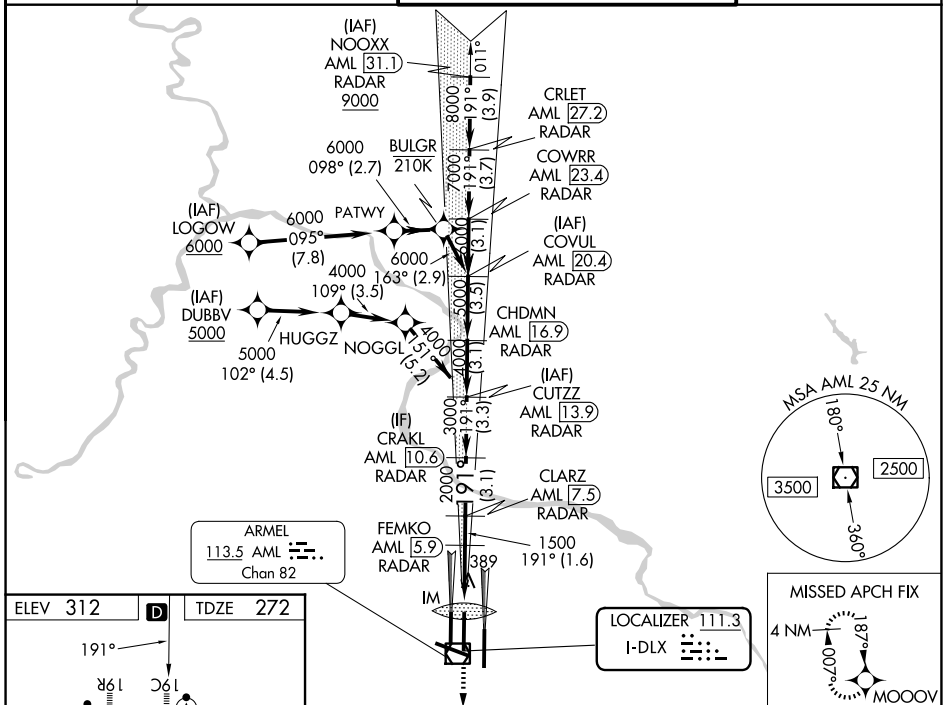 (IAF)
NOOXX
AML 31.1
RADAR
9000
011°
8000
191°
(3.9)
CRLET
AML 27.2
RADAR
7000
191°
(3.7)
COWRR
AML 23.4
RADAR
6000
098° (2.7)
BULGR
210K
PATWY
(IAF)
LOGOW
6000
6000
095°
(7.8)
6000
(3.1)
(IAF)
COVUL
AML 20.4
RADAR
6000
163° (2.9)
4000
109° (3.5)
(IAF)
DUBBV
5000
5000
102° (4.5)
HUGGZ
NOGGL
4000
151°
(5.2)
5000
(3.5)
CHDMN
AML 16.9
RADAR
4000
(3.1)
(IAF)
CUTZZ
AML 13.9
RADAR
3000
191°
(3.3)
(IF)
CRAKL
AML 10.6
RADAR
2000
191°
(3.1)
CLARZ
AML 7.5
RADAR
FEMKO
AML 5.9
RADAR
1500
191° (1.6)
389
IM
ARMEL
113.5 AML
Chan 82
LOCALIZER 111.3
I-DLX
MSA AML 25 NM
180°
3500
2500
360°
MISSED APCH FIX
4 NM
187°
007°
MOOOV
ELEV 312
D
TDZE 272
191°
19R
19C